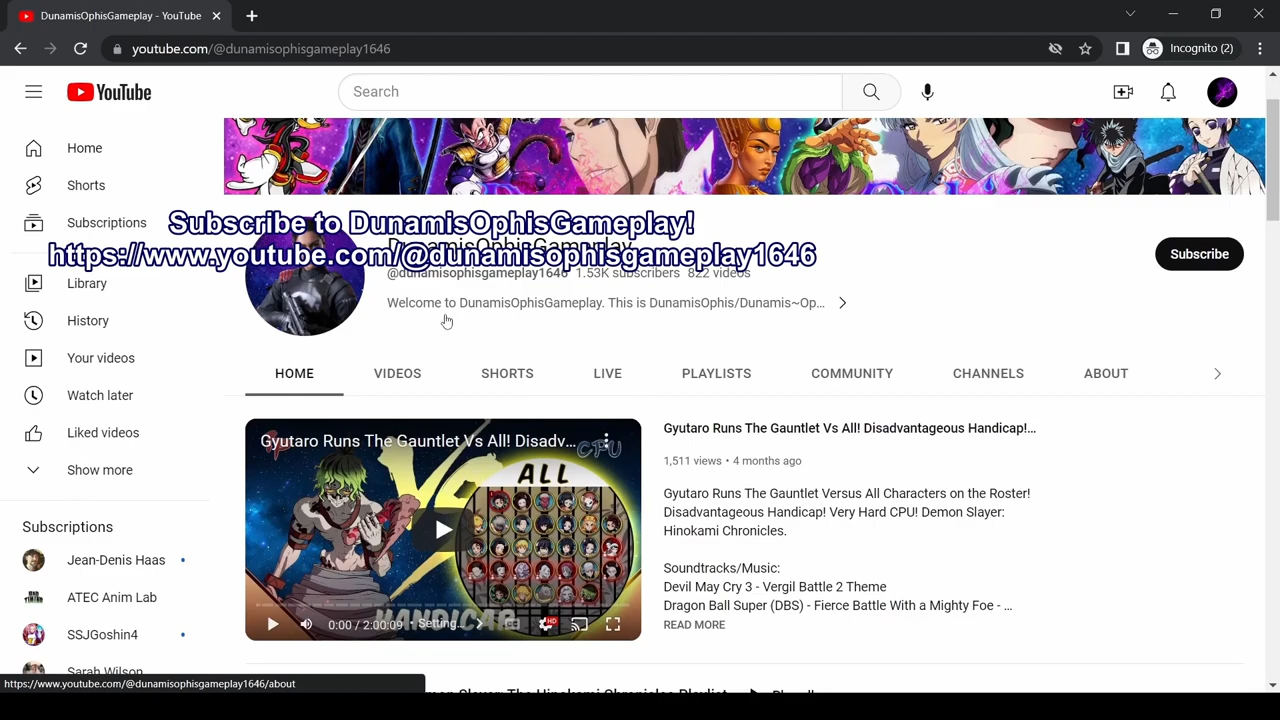 DunamisOphisGameplay - YouTube
youtube.com/@dunamisophisgameplay1646
Incognito (2)
YouTube
Search
Home
Shorts
Subscriptions
Library
History
Your videos
Watch later
Liked videos
Show more
Subscriptions
Jean-Denis Haas
ATEC Anim Lab
SSJGoshin4
Sarah Wilson
Subscribe to DunamisOphisGameplay!
https://www.youtube.com/@dunamisophisgameplay1646
DunamisOphisGameplay
@dunamisophisgameplay1646 1.53K subscribers 822 videos
Welcome to DunamisOphisGameplay. This is DunamisOphis/Dunamis~Op...
Subscribe
HOME VIDEOS SHORTS LIVE PLAYLISTS COMMUNITY CHANNELS ABOUT
Gyutaro Runs The Gauntlet Vs All! Disadv...
CPU
ALL
HANDICAP
0:00 / 2:00:09 • Setting...
HD
Gyutaro Runs The Gauntlet Vs All! Disadvantageous Handicap!...
1,511 views • 4 months ago
Gyutaro Runs The Gauntlet Versus All Characters on the Roster!
Disadvantageous Handicap! Very Hard CPU! Demon Slayer:
Hinokami Chronicles.
Soundtracks/Music:
Devil May Cry 3 - Vergil Battle 2 Theme
Dragon Ball Super (DBS) - Fierce Battle With a Mighty Foe - ...
READ MORE
Slayer: The Hinokami Chronicles Playlist
https://www.youtube.com/@dunamisophisgameplay1646/about